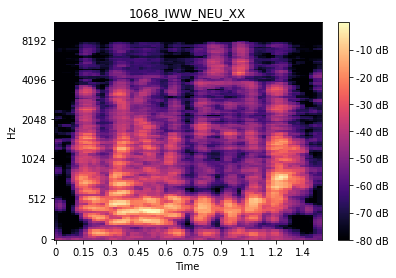 1068_IWW_NEU_XX
8192
4096
2048
1024
512
0
Hz
0 0.15 0.3 0.45 0.6 0.75 0.9 1.1 1.2 1.4
Time
-10 dB
-20 dB
-30 dB
-40 dB
-50 dB
-60 dB
-70 dB
-80 dB